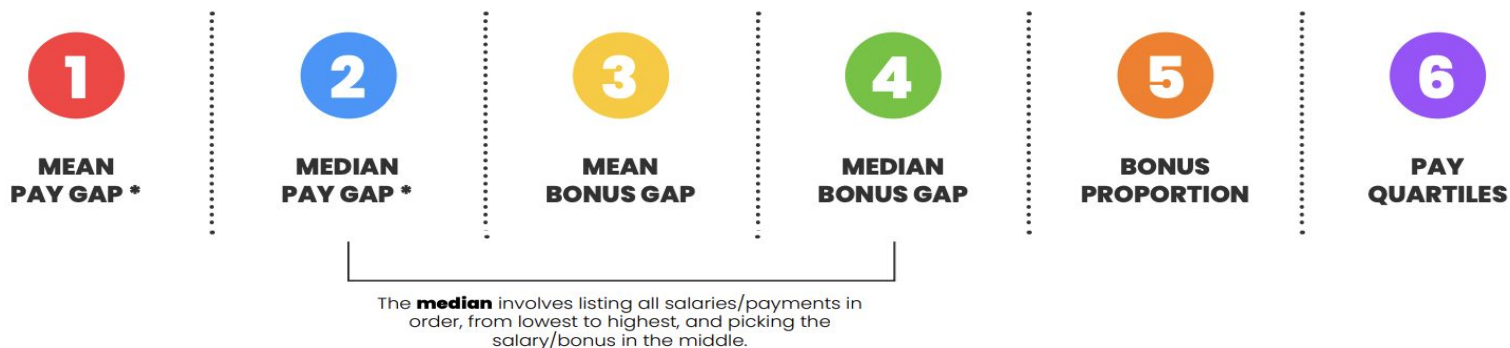 1
MEAN
PAY GAP *
2
MEDIAN
PAY GAP *
3
MEAN
BONUS GAP
4
MEDIAN
BONUS GAP
5
BONUS
PROPORTION
6
PAY
QUARTILES
The median involves listing all salaries/payments in
order, from lowest to highest, and picking the
salary/bonus in the middle.